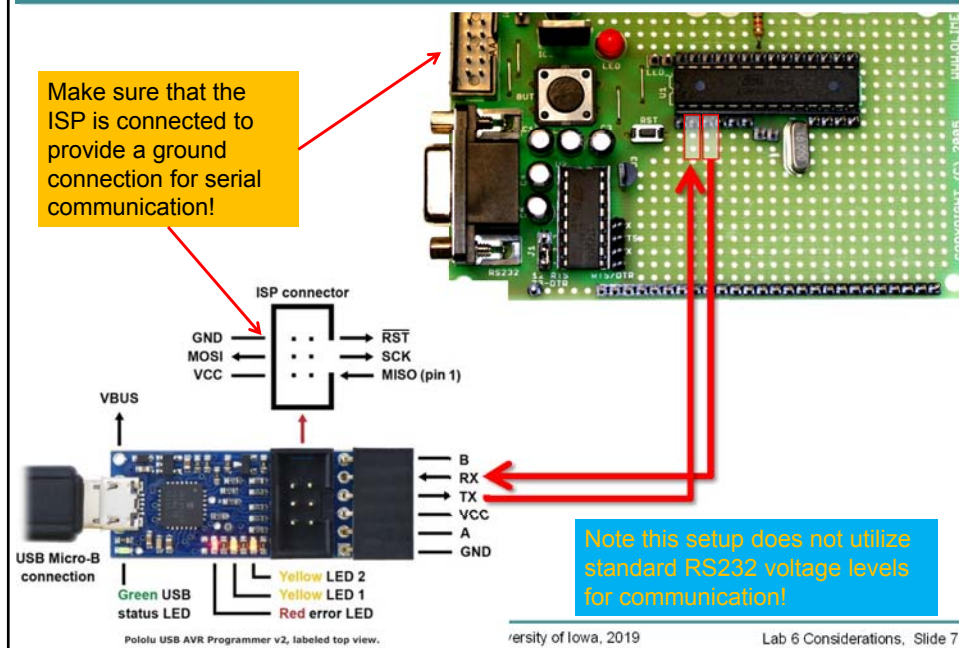 Make sure that the
ISP is connected to
provide a ground
connection for serial
communication!
LED
BUT
RST
U1
J1
RS232
COPYRIGHT (C) 2005
ISP connector
GND
MOSI
VCC
RST
SCK
MISO (pin 1)
VBUS
B
RX
TX
VCC
A
GND
USB Micro-B
connection
Green USB
status LED
Yellow LED 2
Yellow LED 1
Red error LED
Note this setup does not utilize
standard RS232 voltage levels
for communication!
Pololu USB AVR Programmer v2, labeled top view.
versity of Iowa, 2019
Lab 6 Considerations, Slide 7